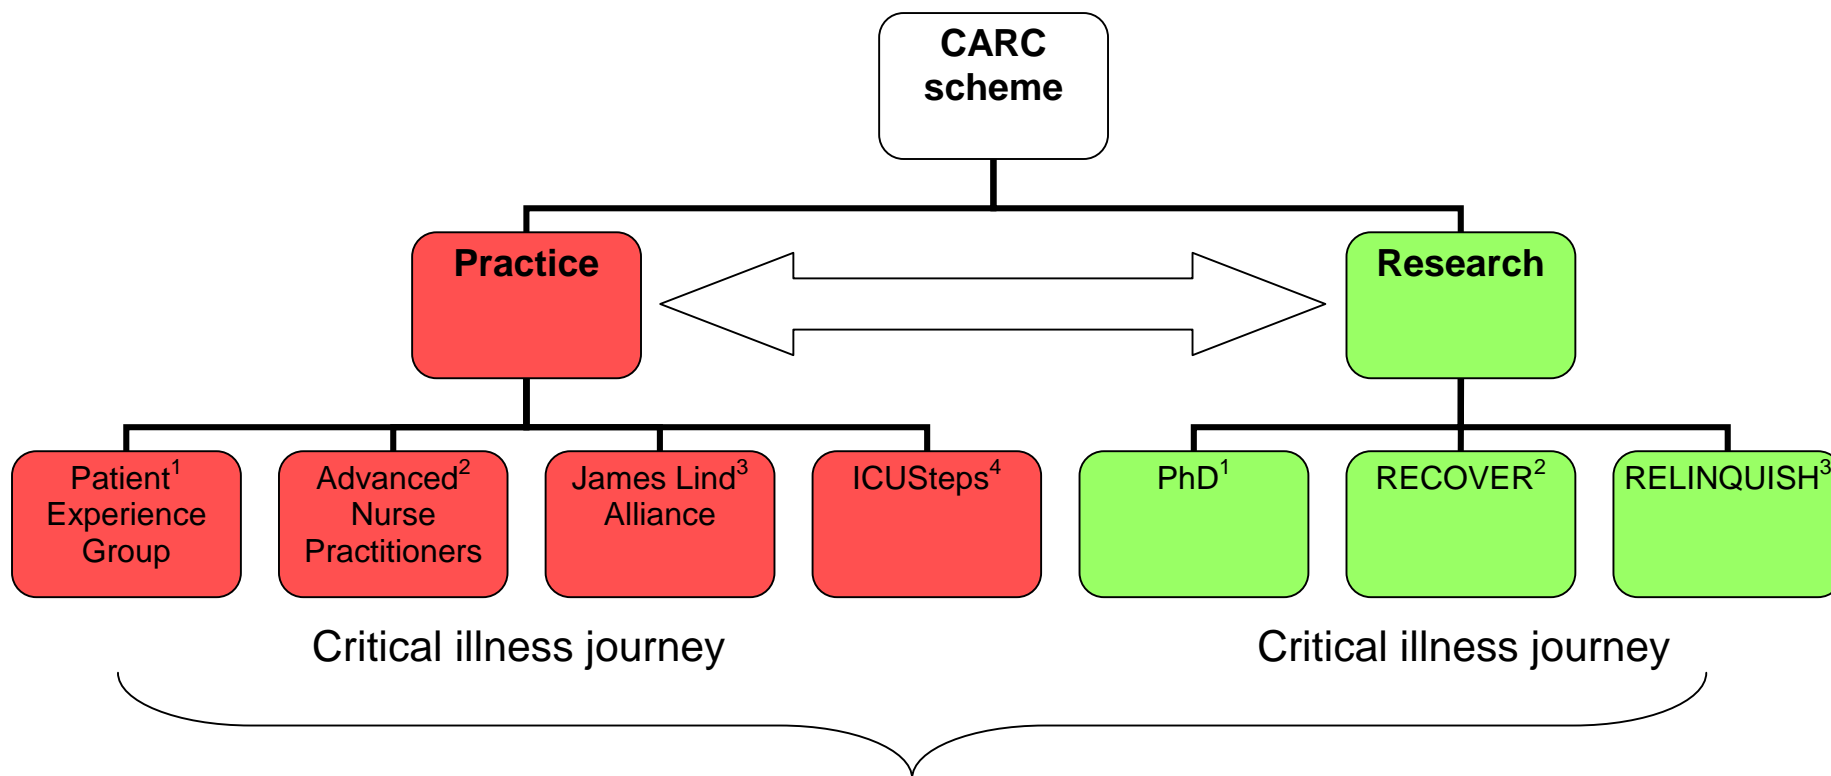 CARC
scheme
Practice
Research
Patient¹
Experience
Group
Advanced²
Nurse
Practitioners
James Lind³
Alliance
ICUSteps⁴
PhD¹
RECOVER²
RELINQUISH³
Critical illness journey
Critical illness journey